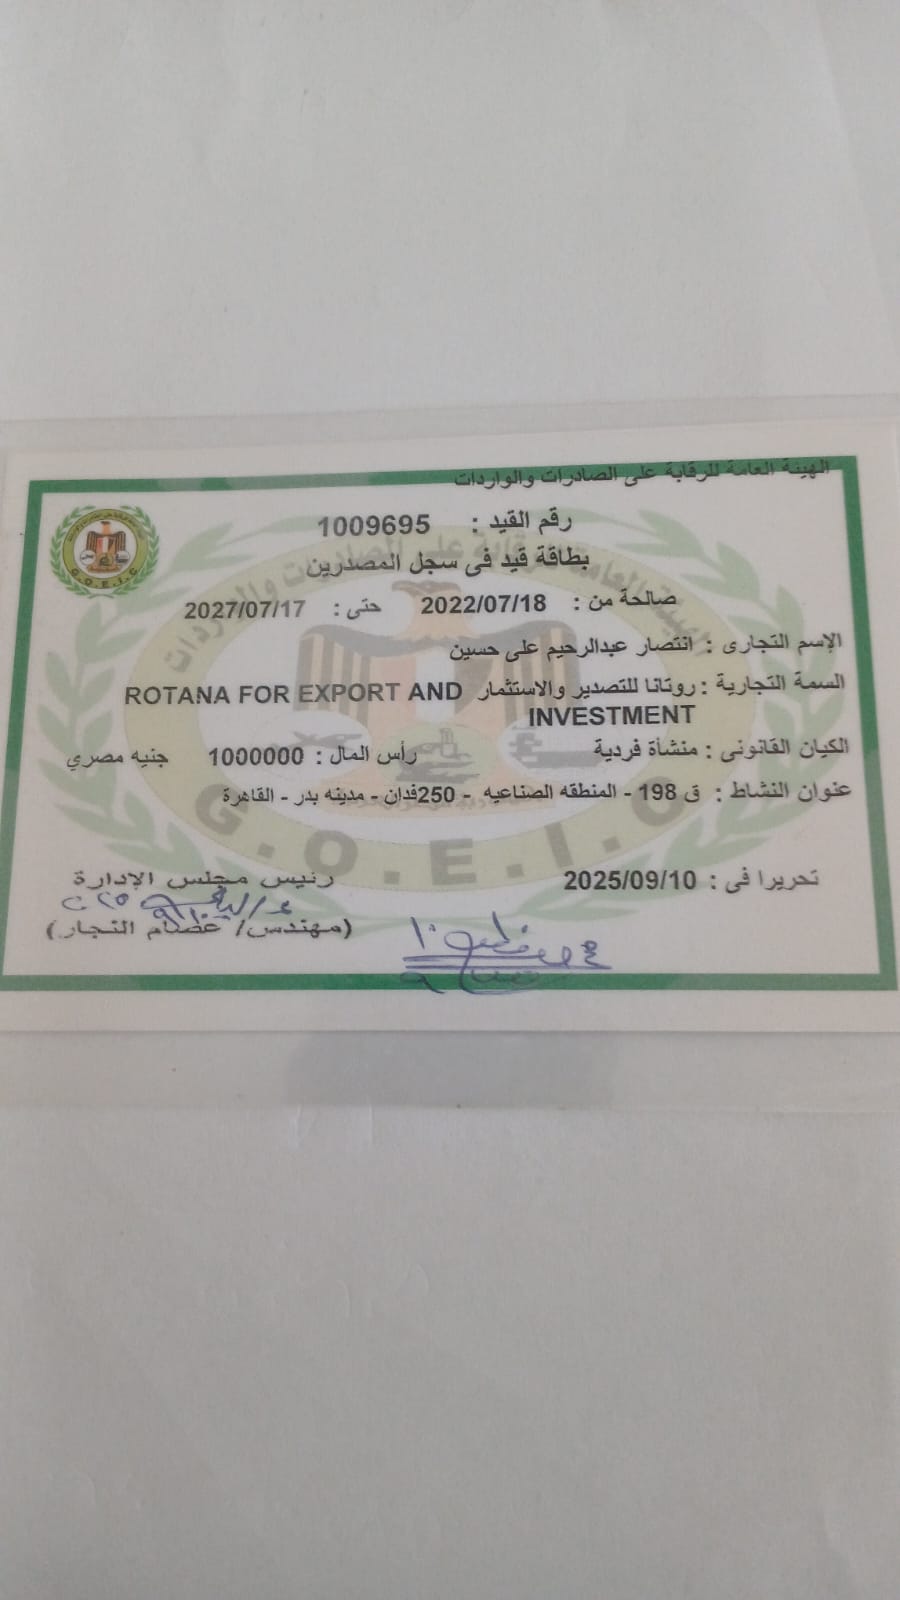 الهيئة العامة للرقابة على الصادرات والواردات
رقم القيد : 1009695
بطاقة قيد فى سجل المصدرين
صالحة من : 2022/07/18 حتى : 2027/07/17
الإسم التجارى : انتصار عبدالرحيم على حسين
السمة التجارية : روتانا للتصدير والاستثمار ROTANA FOR EXPORT AND
INVESTMENT
الكيان القانونى : منشأة فردية رأس المال : 1000000 جنيه مصري
عنوان النشاط : ق 198 - المنطقه الصناعيه - 250فدان - مدينه بدر - القاهرة
تحريرا فى : 2025/09/10 رئيس مجلس الإدارة
(مهندس/ عصام النجار)
G.O.E.I.C